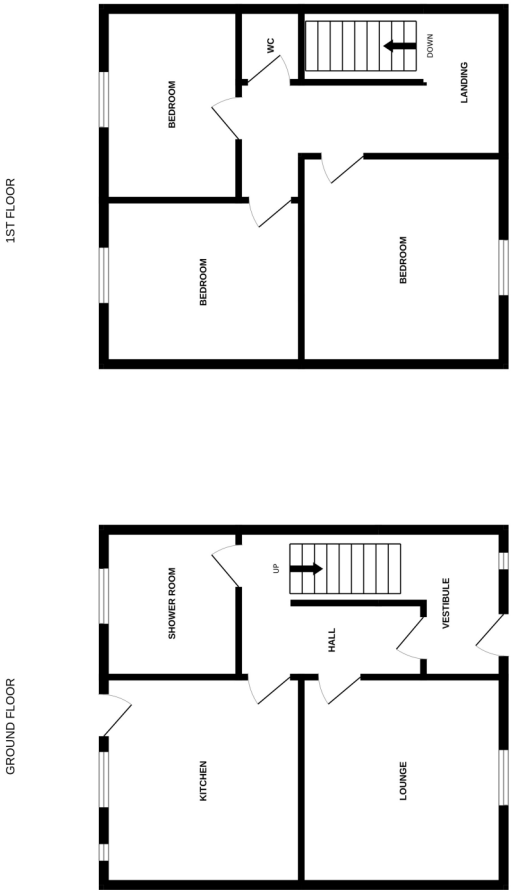 1ST FLOOR
BEDROOM
WC
DOWN
LANDING
BEDROOM
BEDROOM
GROUND FLOOR
SHOWER ROOM
UP
HALL
VESTIBULE
KITCHEN
LOUNGE